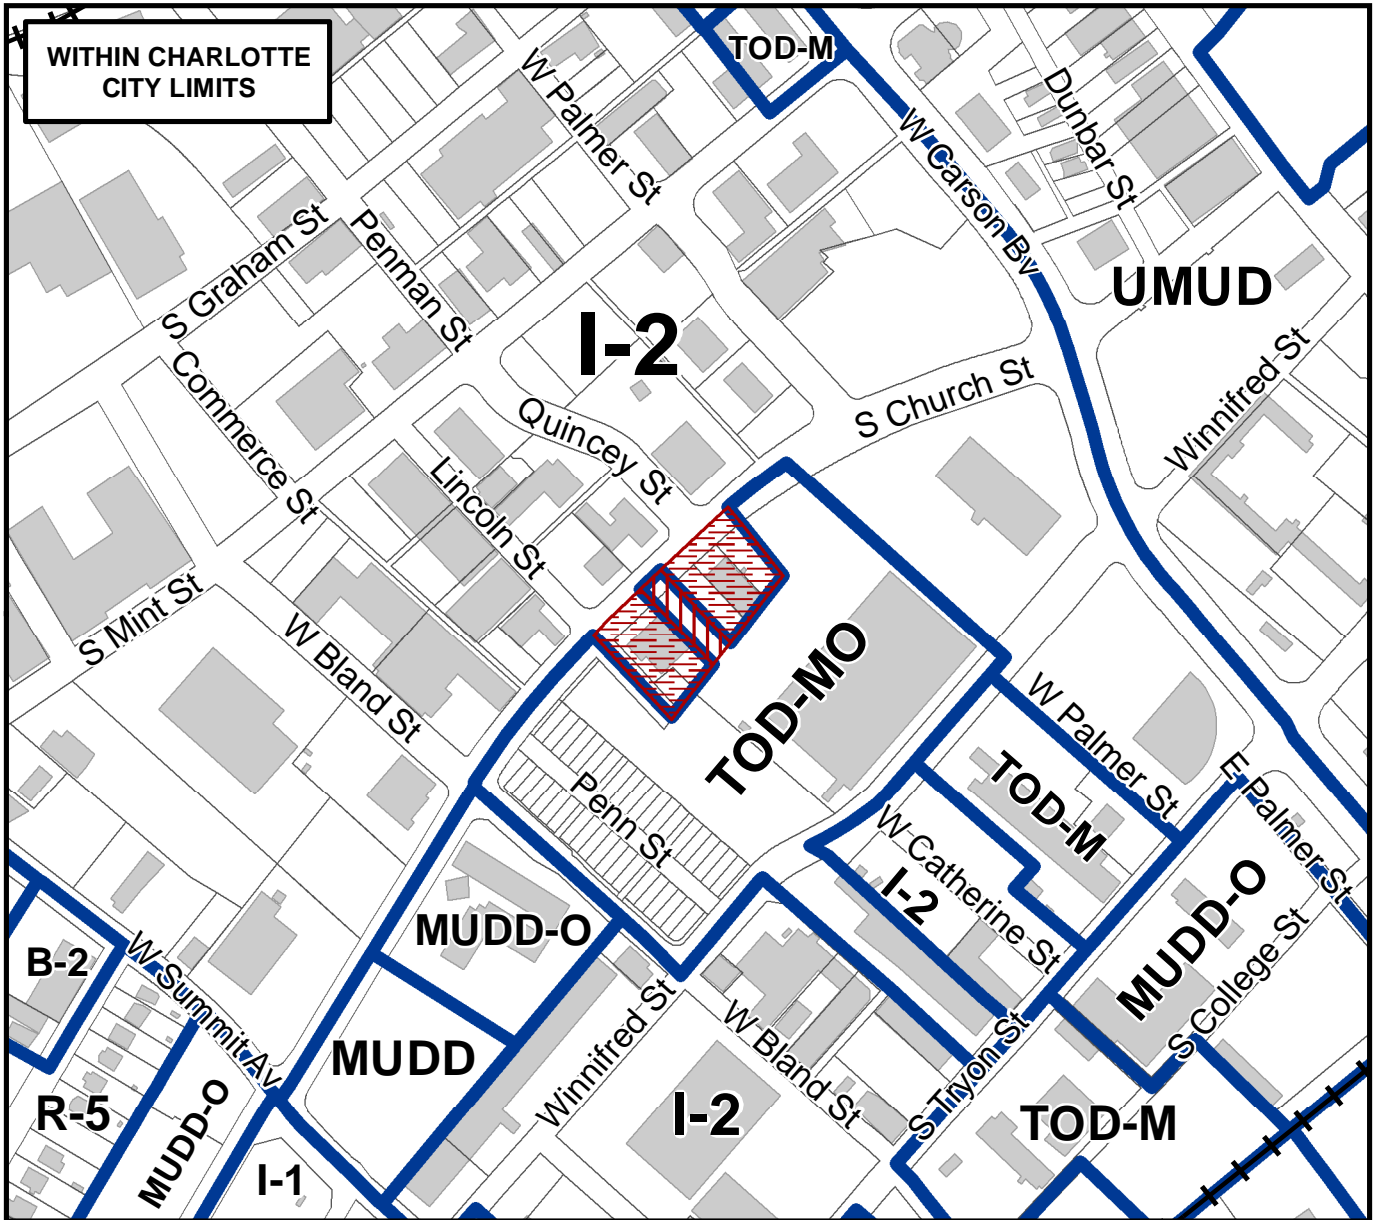 WITHIN CHARLOTTE
CITY LIMITS
TOD-M
W Palmer St
Dunbar St
W Carson Bv
S Graham St
Penman St
UMUD
I-2
Commerce St
Winnifred St
S Church St
Quincey St
Lincoln St
S Mint St
W Bland St
TOD-MO
W Palmer St
Penn St
TOD-M
E Palmer St
W Catherine St
I-2
MUDD-O
MUDD-O
S College St
B-2
W Summit Av
MUDD
Winnifred St
W Bland St
S Tryon St
R-5
MUDD-O
I-2
TOD-M
I-1